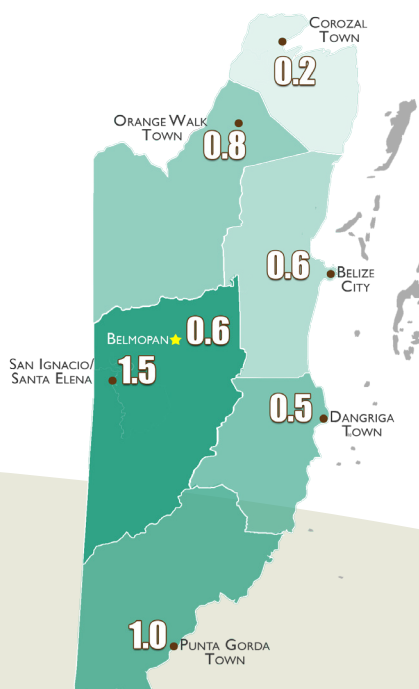 COROZAL
TOWN
0.2
ORANGE WALK
TOWN
0.8
0.6
BELIZE
CITY
BELMOPAN
0.6
SAN IGNACIO/
SANTA ELENA
1.5
0.5
DANGRIGA
TOWN
1.0
PUNTA GORDA
TOWN